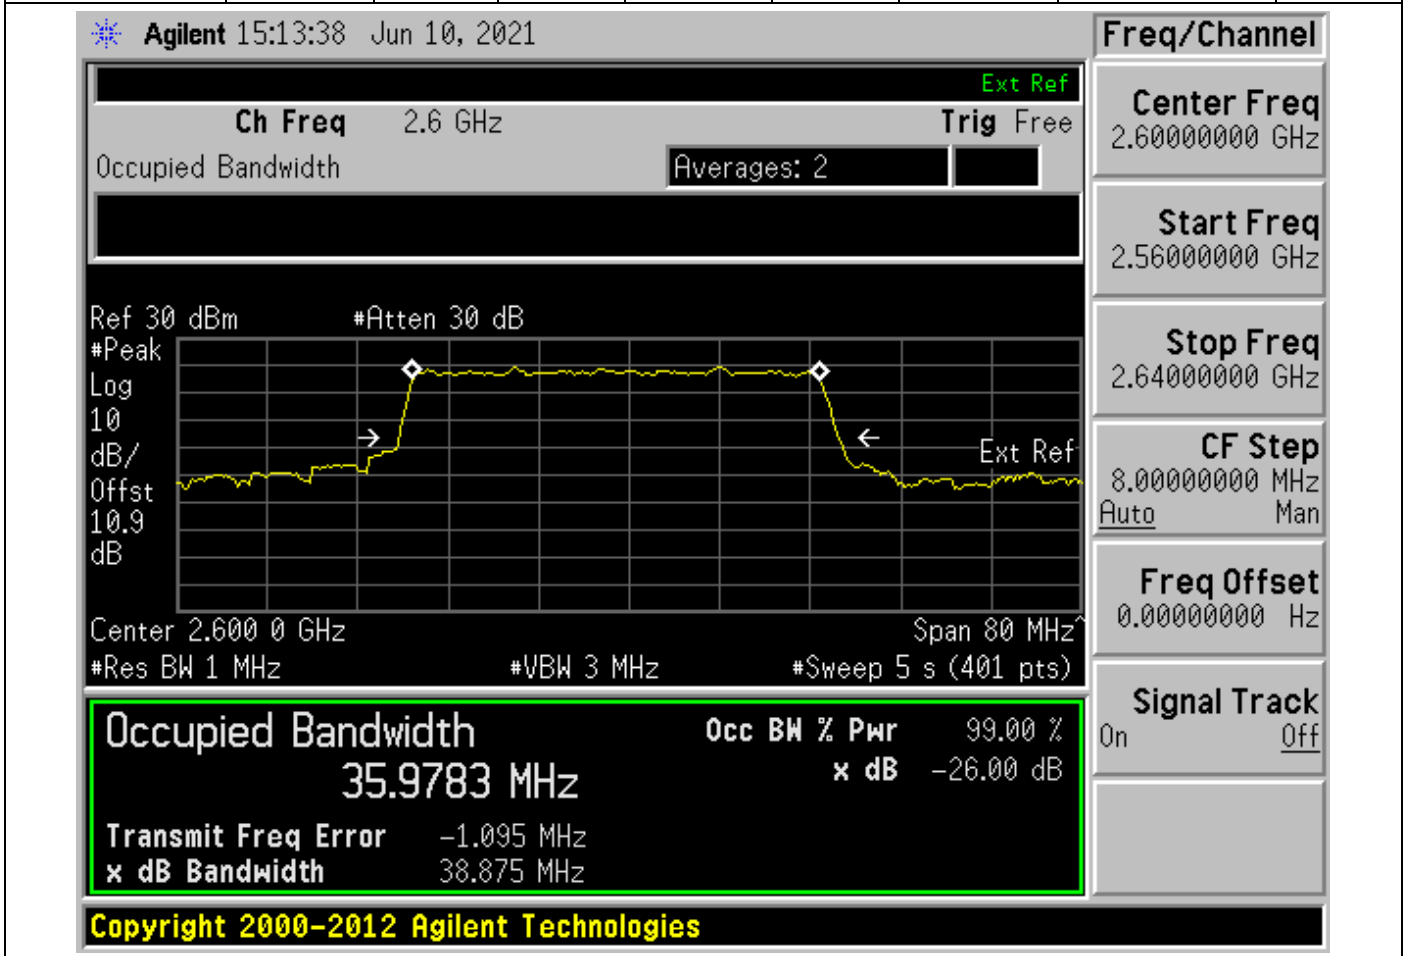 Agilent 15:13:38 Jun 10, 2021
Ext Ref
Ch Freq 2.6 GHz Trig Free
Occupied Bandwidth Averages: 2
Ref 30 dBm #Atten 30 dB
#Peak
Log
10
dB/
Offst
10.9
dB
Ext Ref
Center 2.600 0 GHz Span 80 MHz^
#Res BW 1 MHz #VBW 3 MHz #Sweep 5 s (401 pts)
Occupied Bandwidth
35.9783 MHz
Occ BW % Pwr 99.00 %
x dB -26.00 dB
Transmit Freq Error -1.095 MHz
x dB Bandwidth 38.875 MHz
Copyright 2000-2012 Agilent Technologies
Freq/Channel
Center Freq
2.60000000 GHz
Start Freq
2.56000000 GHz
Stop Freq
2.64000000 GHz
CF Step
8.00000000 MHz
Auto Man
Freq Offset
0.00000000 Hz
Signal Track
On Off